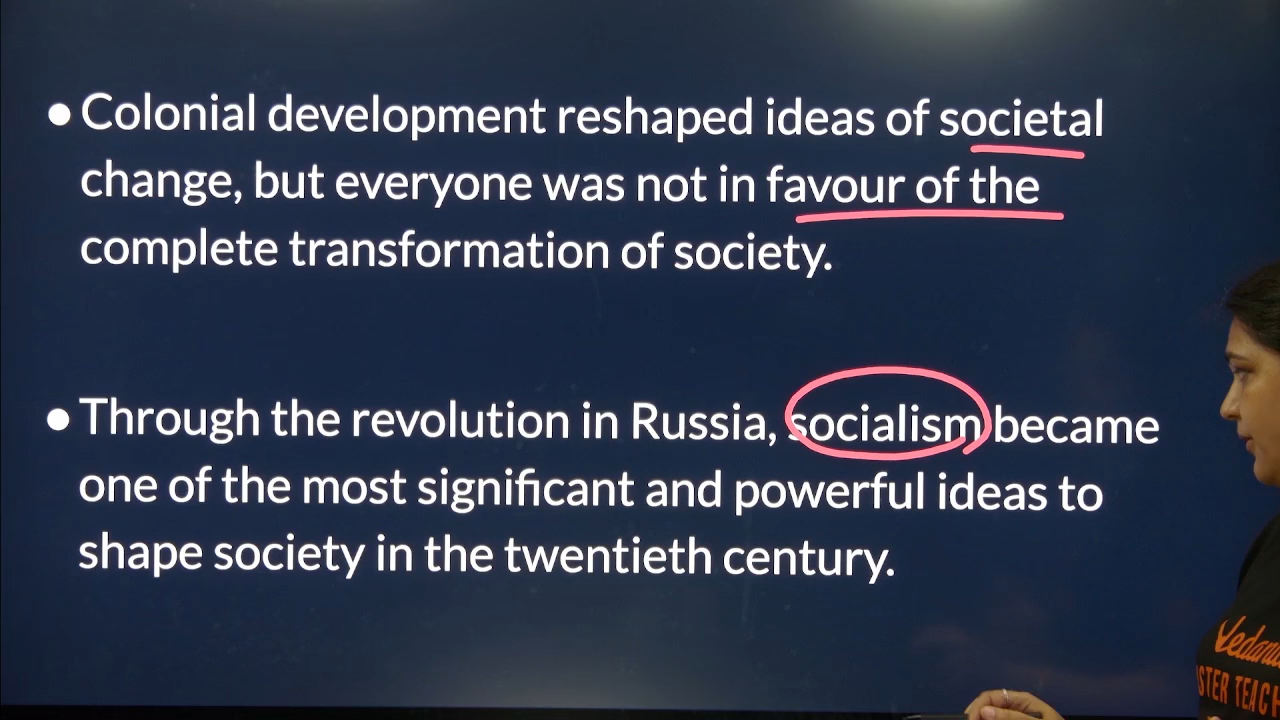 ● Colonial development reshaped ideas of societal
change, but everyone was not in favour of the
complete transformation of society.
● Through the revolution in Russia, socialism became
one of the most significant and powerful ideas to
shape society in the twentieth century.